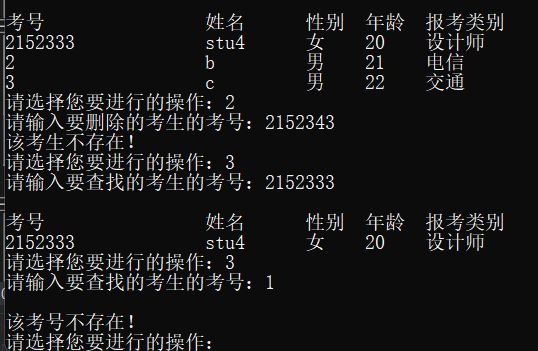 考号 姓名 性别 年龄 报考类别
2152333 stu4 女 20 设计师
2 b 男 21 电信
3 c 男 22 交通
请选择您要进行的操作：2
请输入要删除的考生的考号：2152343
该考生不存在！
请选择您要进行的操作：3
请输入要查找的考生的考号：2152333
考号 姓名 性别 年龄 报考类别
2152333 stu4 女 20 设计师
请选择您要进行的操作：3
请输入要查找的考生的考号：1
该考号不存在！
请选择您要进行的操作：